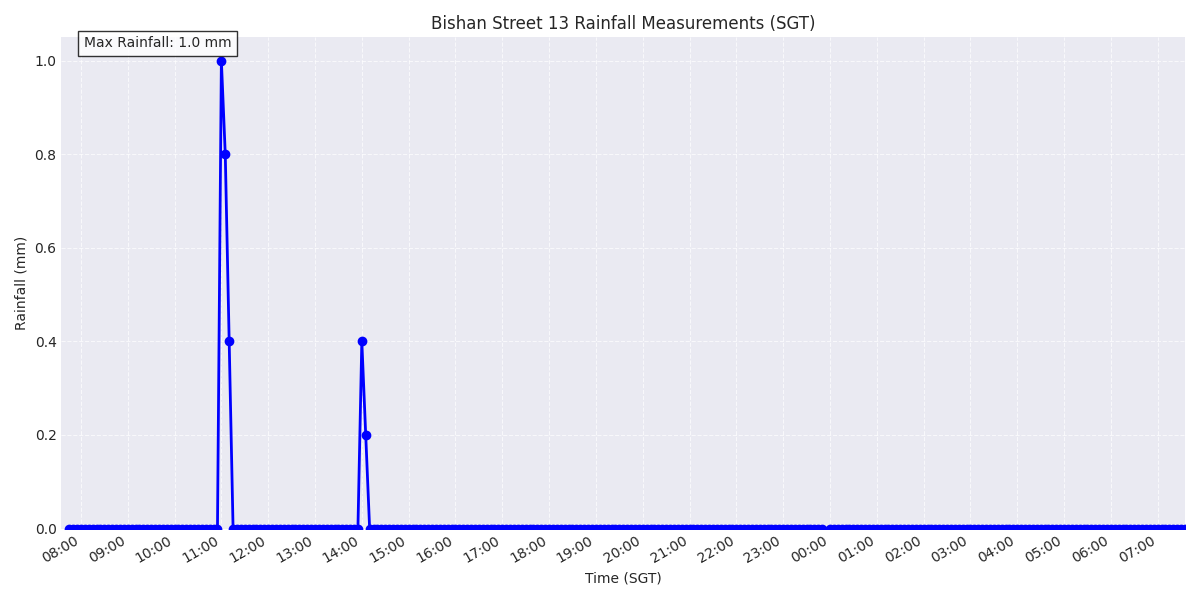 Bishan Street 13 Rainfall Measurements (SGT)
Max Rainfall: 1.0 mm
Rainfall (mm)
1.0
0.8
0.6
0.4
0.2
0.0
08:00 09:00 10:00 11:00 12:00 13:00 14:00 15:00 16:00 17:00 18:00 19:00 20:00 21:00 22:00 23:00 00:00 01:00 02:00 03:00 04:00 05:00 06:00 07:00
Time (SGT)